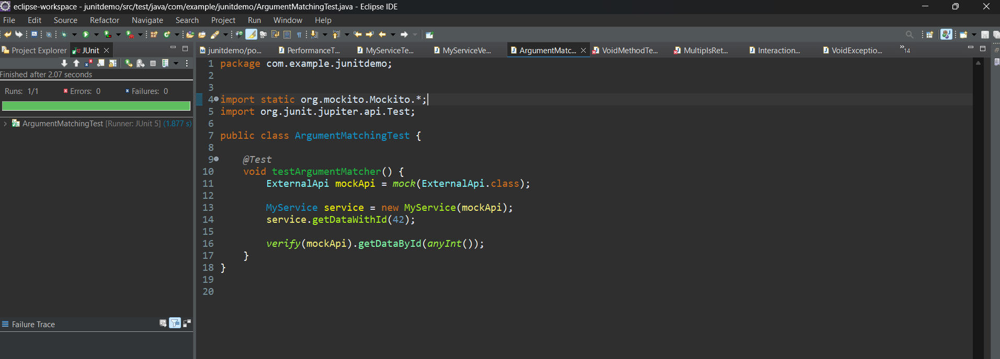 eclipse-workspace - junitdemo/src/test/java/com/example/junitdemo/ArgumentMatchingTest.java - Eclipse IDE
File Edit Source Refactor Navigate Search Project Run Window Help
Project Explorer JUnit
junitdemo/po... PerformanceT... MyServiceTe... MyServiceVe... ArgumentMatc... VoidMethodTe... MultiplsRet... Interaction... VoidExceptio... »14
Finished after 2.07 seconds
Runs: 1/1 Errors: 0 Failures: 0
ArgumentMatchingTest [Runner: JUnit 5] (1.877 s)
Failure Trace
1 package com.example.junitdemo;
2
3
4 import static org.mockito.Mockito.*;
5 import org.junit.jupiter.api.Test;
6
7 public class ArgumentMatchingTest {
8
9     @Test
10     void testArgumentMatcher() {
11         ExternalApi mockApi = mock(ExternalApi.class);
12
13         MyService service = new MyService(mockApi);
14         service.getDataWithId(42);
15
16         verify(mockApi).getDataById(anyInt());
17     }
18 }
19
20